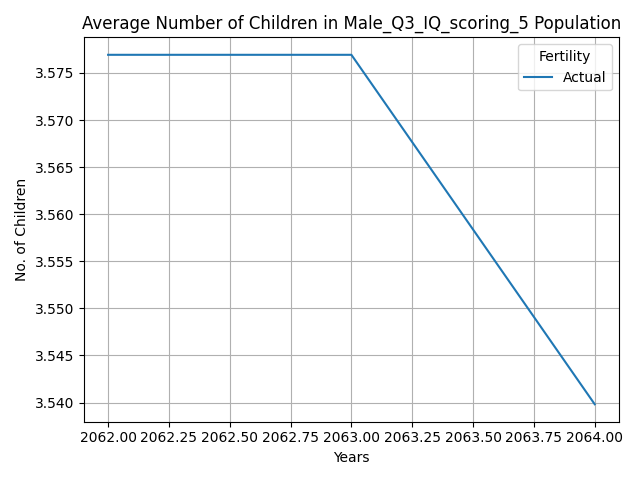 Average Number of Children in Male_Q3_IQ_scoring_5 Population
Fertility
Actual
3.575
3.570
3.565
3.560
3.555
3.550
3.545
3.540
No. of Children
2062.00 2062.25 2062.50 2062.75 2063.00 2063.25 2063.50 2063.75 2064.00
Years